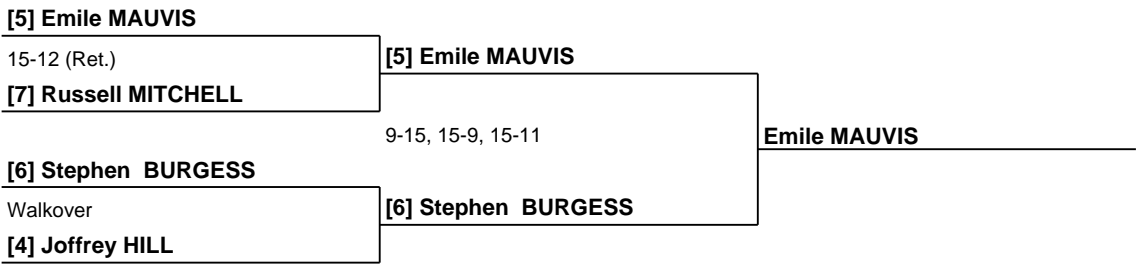 [5] Emile MAUVIS
15-12 (Ret.)
[5] Emile MAUVIS
[7] Russell MITCHELL
9-15, 15-9, 15-11
Emile MAUVIS
[6] Stephen BURGESS
Walkover
[6] Stephen BURGESS
[4] Joffrey HILL